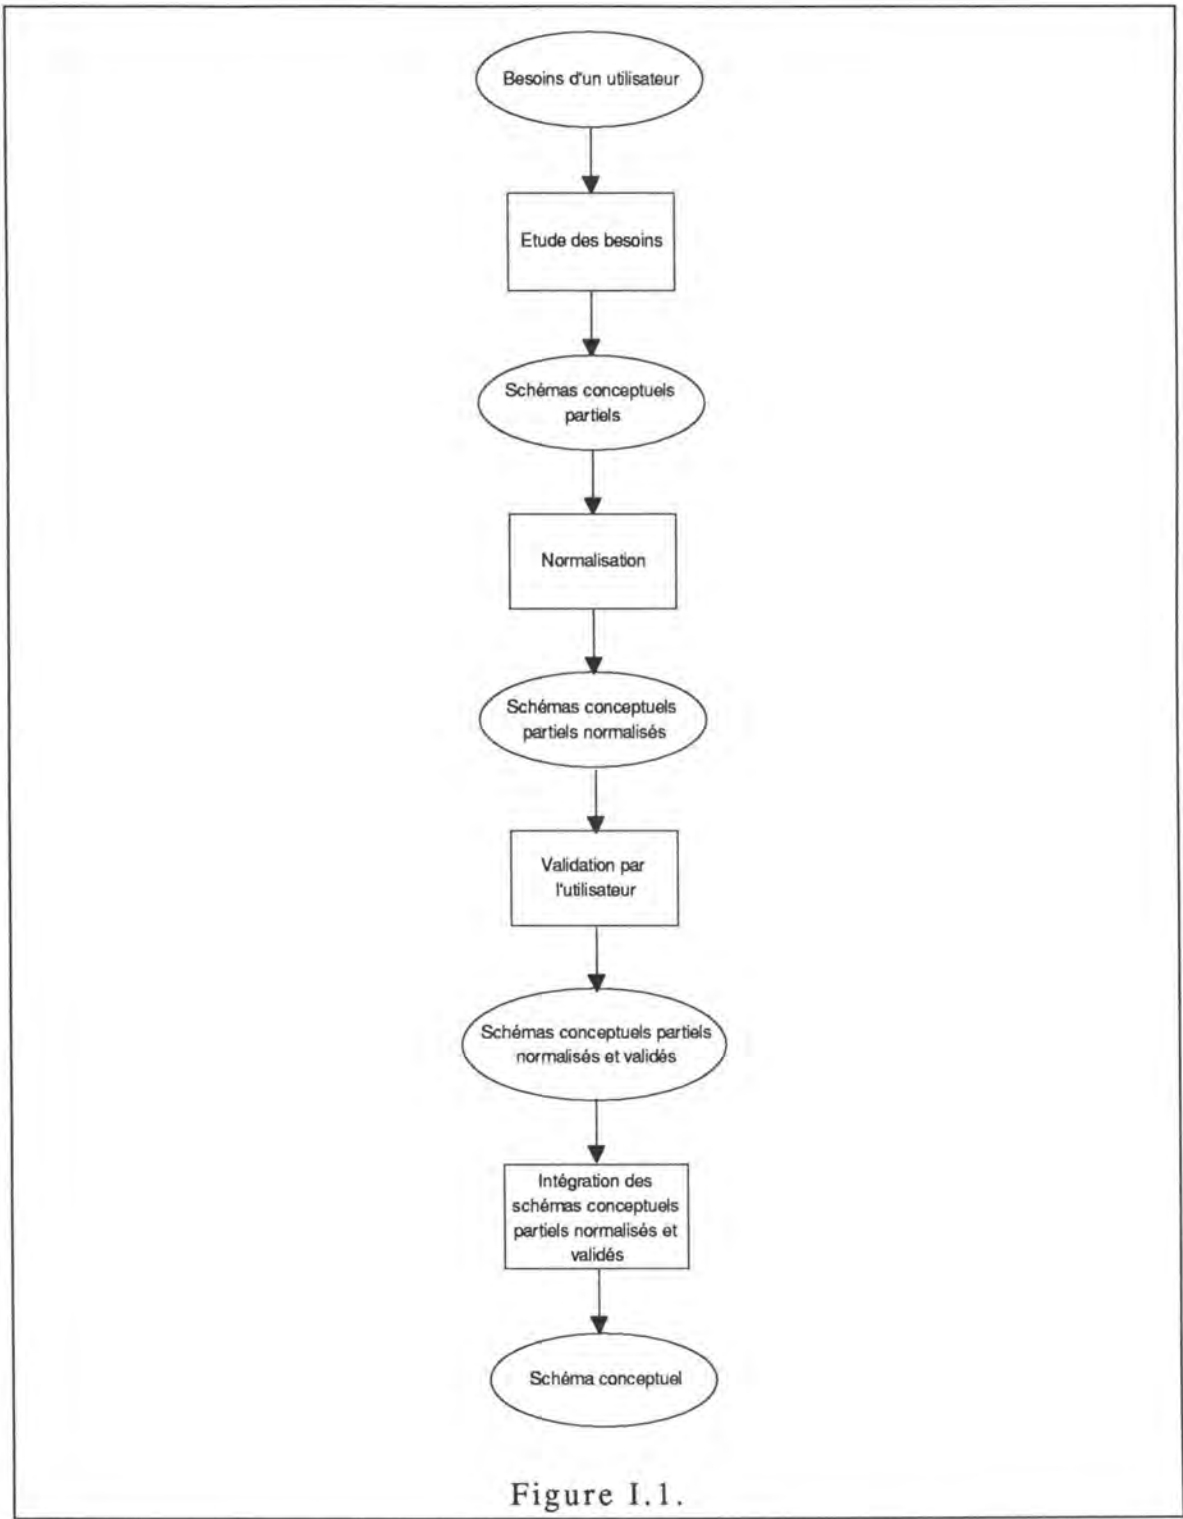 Besoins d'un utilisateur
Etude des besoins
Schémas conceptuels
partiels
Normalisation
Schémas conceptuels
partiels normalisés
Validation par
l'utilisateur
Schémas conceptuels partiels
normalisés et validés
Intégration des
schémas conceptuels
partiels normalisés et
validés
Schéma conceptuel
Figure I.1.